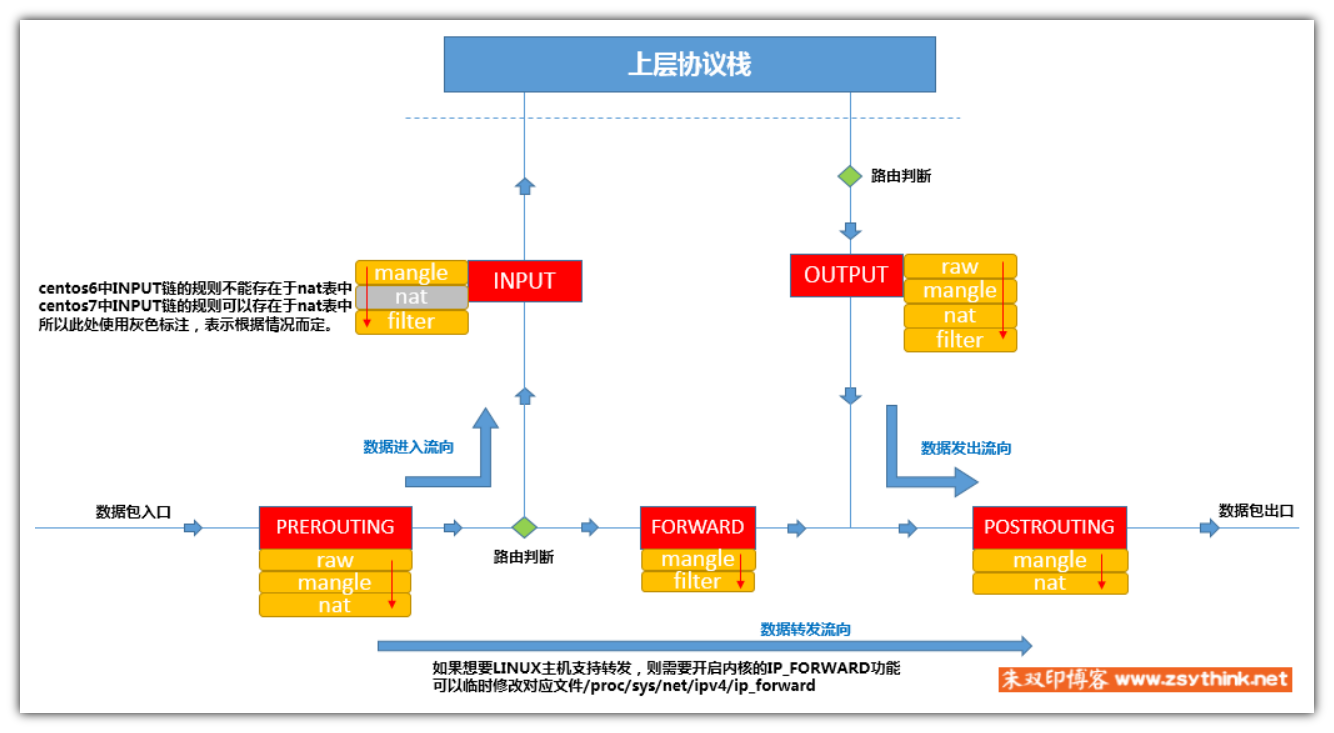 上层协议栈
路由判断
mangle
nat
filter
INPUT
OUTPUT
raw
mangle
nat
filter
centos6中INPUT链的规则不能存在于nat表中
centos7中INPUT链的规则可以存在于nat表中
所以此处使用灰色标注，表示根据情况而定。
数据进入流向
数据发出流向
数据包入口
PREROUTING
raw
mangle
nat
路由判断
FORWARD
mangle
filter
POSTROUTING
mangle
nat
数据包出口
数据转发流向
如果想要LINUX主机支持转发，则需要开启内核的IP_FORWARD功能
可以临时修改对应文件/proc/sys/net/ipv4/ip_forward
朱双印博客 www.zsythink.net